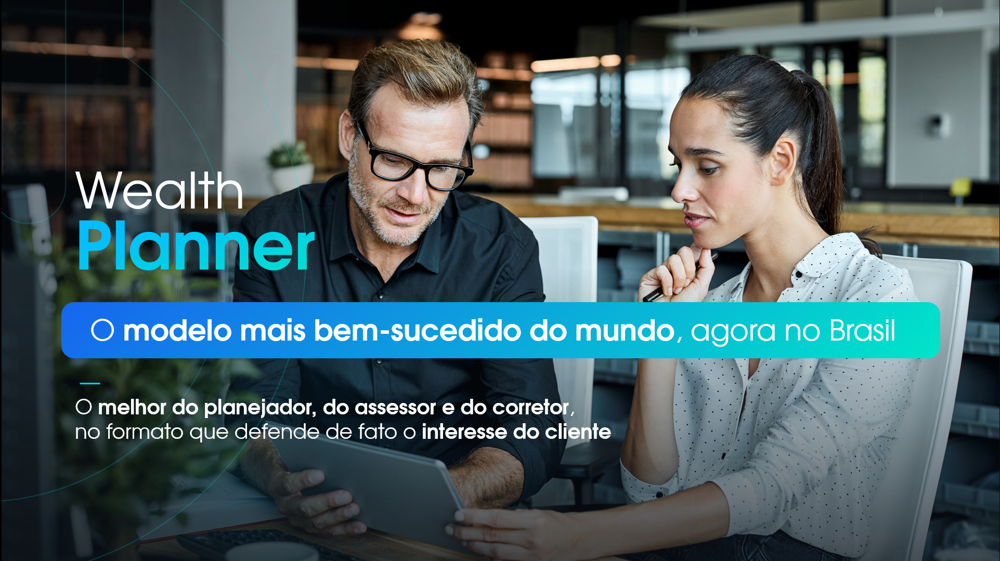 Wealth
Planner
O modelo mais bem-sucedido do mundo, agora no Brasil
O melhor do planejador, do assessor e do corretor,
no formato que defende de fato o interesse do cliente